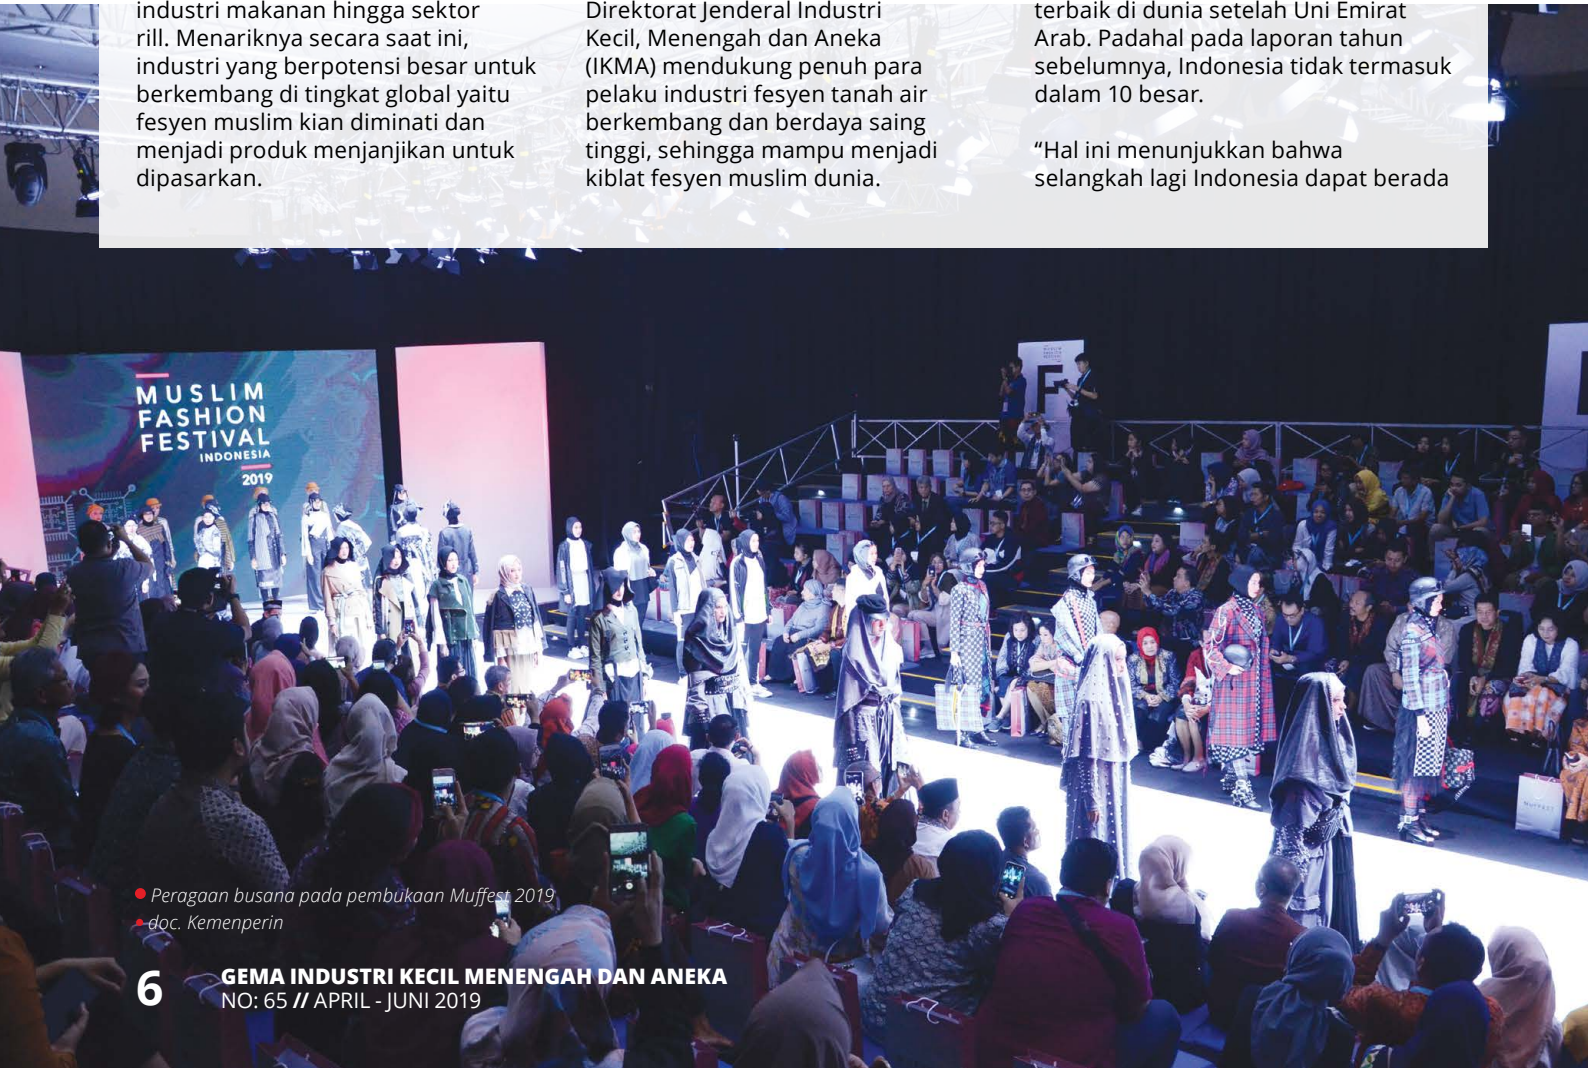 industri makanan hingga sektor
rill. Menariknya secara saat ini,
industri yang berpotensi besar untuk
berkembang di tingkat global yaitu
fesyen muslim kian diminati dan
menjadi produk menjanjikan untuk
dipasarkan.
Direktorat Jenderal Industri
Kecil, Menengah dan Aneka
(IKMA) mendukung penuh para
pelaku industri fesyen tanah air
berkembang dan berdaya saing
tinggi, sehingga mampu menjadi
kiblat fesyen muslim dunia.
terbaik di dunia setelah Uni Emirat
Arab. Padahal pada laporan tahun
sebelumnya, Indonesia tidak termasuk
dalam 10 besar.
“Hal ini menunjukkan bahwa
selangkah lagi Indonesia dapat berada
MUSLIM
FASHION
FESTIVAL
INDONESIA
2019
F
Peragaan busana pada pembukaan Muffest 2019
doc. Kemenperin
6
GEMA INDUSTRI KECIL MENENGAH DAN ANEKA
NO: 65 // APRIL - JUNI 2019